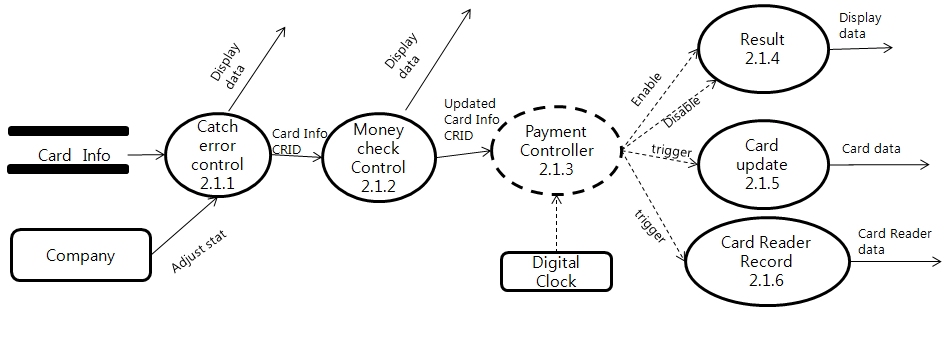 Card Info
Company
Adjust stat
Catch
error
control
2.1.1
Display
data
Card Info
CRID
Money
check
Control
2.1.2
Display
data
Updated
Card Info
CRID
Payment
Controller
2.1.3
Digital
Clock
Enable
Disable
trigger
trigger
Result
2.1.4
Display
data
Card
update
2.1.5
Card data
Card Reader
Record
2.1.6
Card Reader
data